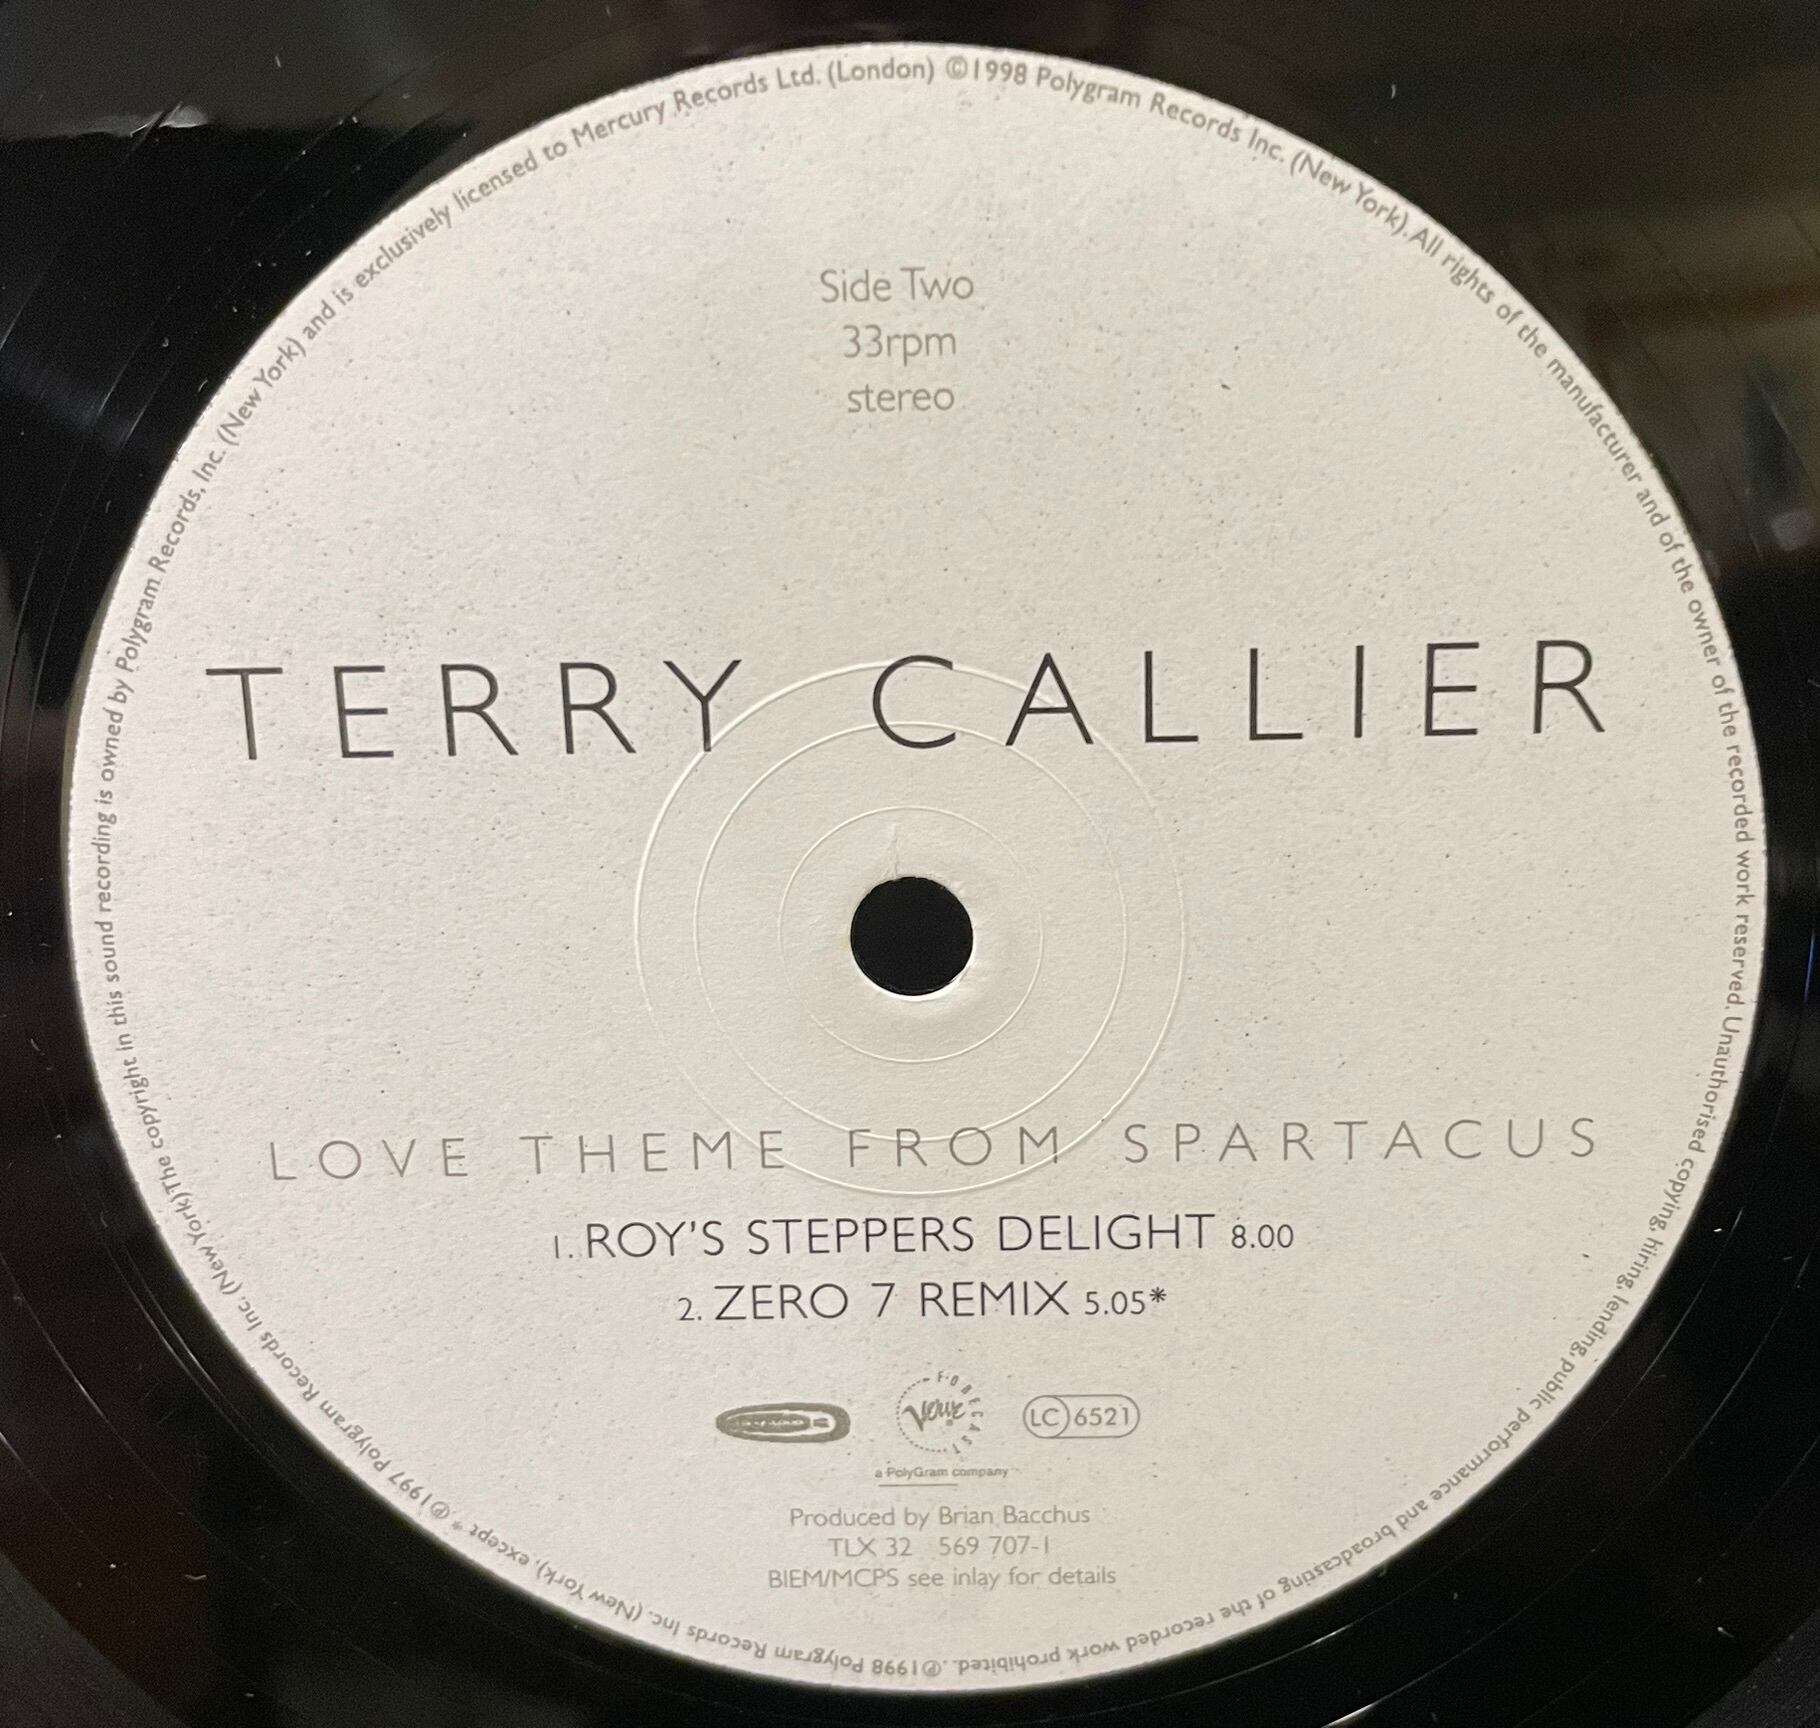 Side Two
33rpm
stereo
TERRY CALLIER
LOVE THEME FROM SPARTACUS
1. ROY'S STEPPERS DELIGHT 8.00
2. ZERO 7 REMIX 5.05*
Verve FORECAST
LC 6521
a PolyGram company
Produced by Brian Bacchus
TLX 32 569 707-1
BIEM/MCPS see inlay for details
℗1998 Polygram Records Inc. (New York), except * ℗1997 Polygram Records Inc. (New York)The copyright in this sound recording is owned by Polygram Records, Inc. (New York) and is exclusively licensed to Mercury Records Ltd. (London) ©1998 Polygram Records Inc. (New York). All rights of the manufacturer and of the owner of the recorded work reserved. Unauthorised copying, hiring, lending, public performance and broadcasting of the recorded work prohibited.